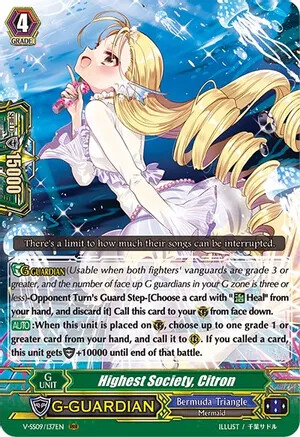 4
GRADE
15000
There's a limit to how much their songs can be interrupted.
G-GUARDIAN (Usable when both fighters' vanguards are grade 3 or
greater, and the number of face up G guardians in your G zone is three or
less)-Opponent Turn's Guard Step-[Choose a card with " Heal" from
your hand, and discard it] Call this card to your from face down.
AUTO:When this unit is placed on , choose up to one grade 1 or
greater card from your hand, and call it to . If you called a card,
this unit gets +10000 until end of that battle.
G
UNIT
Highest Society, Citron
G-GUARDIAN
Bermuda Triangle
Mermaid
V-SS09/137EN RRR
ILLUST / 千葉サドル